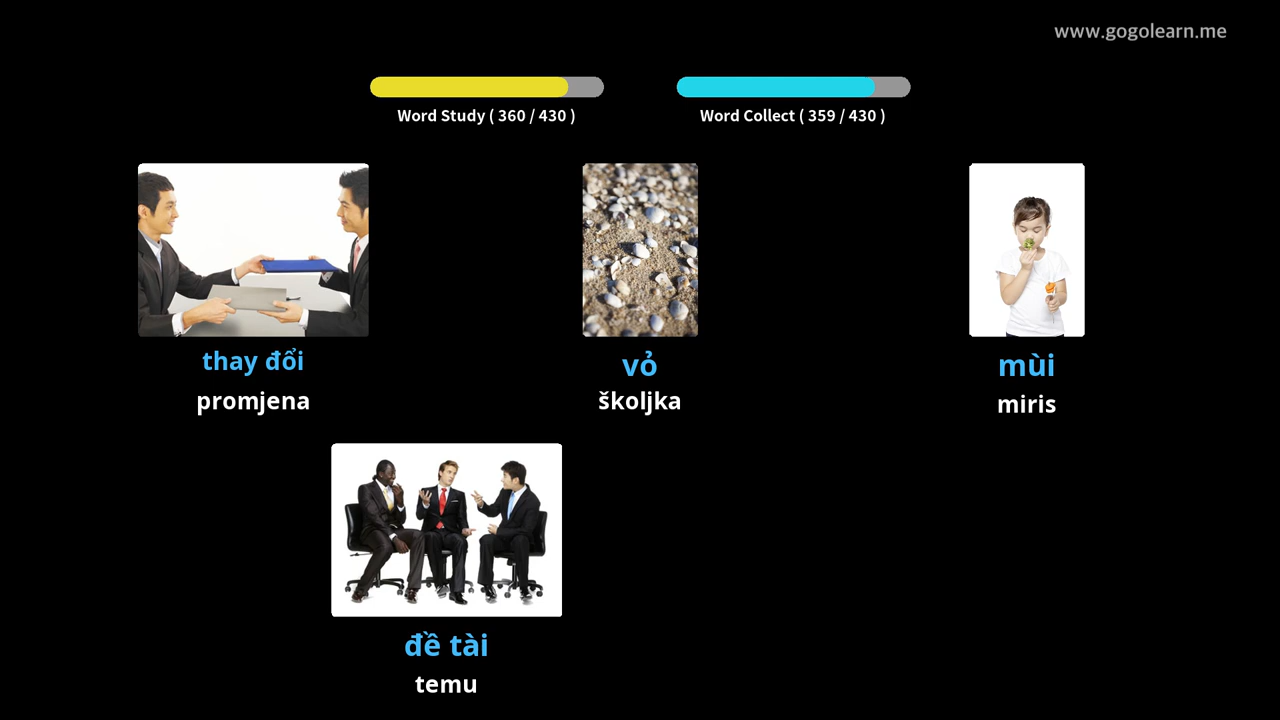 www.gogolearn.me
Word Study ( 360 / 430 )
Word Collect ( 359 / 430 )
thay đổi
promjena
vỏ
školjka
mùi
miris
đề tài
temu